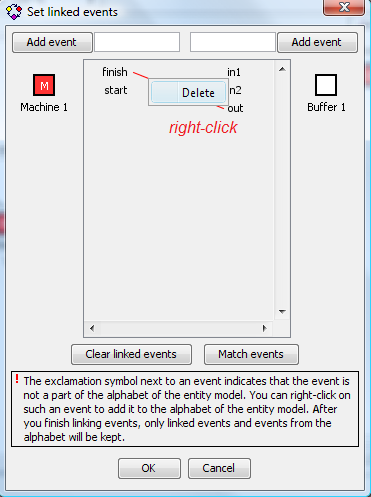 Set linked events
Add event Add event
finish in1
M
Machine 1 start Delete in2 Buffer 1
out
right-click
Clear linked events Match events
! The exclamation symbol next to an event indicates that the event is
not a part of the alphabet of the entity model. You can right-click on
such an event to add it to the alphabet of the entity model. After
you finish linking events, only linked events and events from the
alphabet will be kept.
OK Cancel